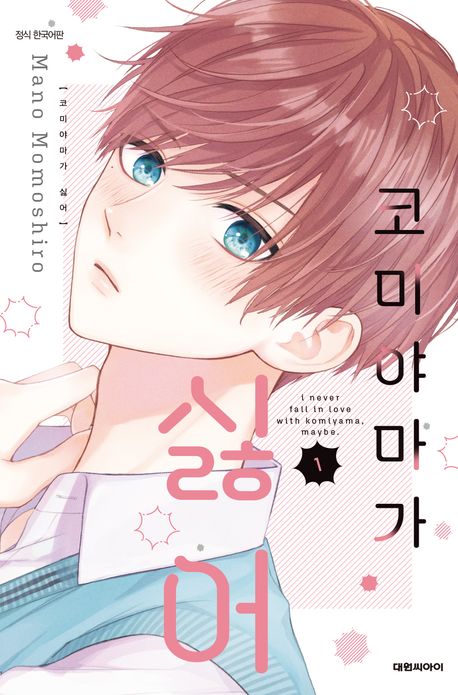 정식 한국어판
Mano Momoshiro
【코미야마가 싫어】
코미야마가
싫어
i never
fall in love
with komiyama,
maybe.
1
대원씨아이